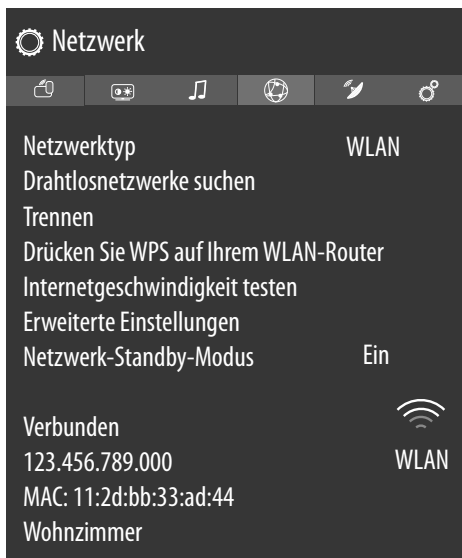 Netzwerk
Netzwerktyp WLAN
Drahtlosnetzwerke suchen
Trennen
Drücken Sie WPS auf Ihrem WLAN-Router
Internetgeschwindigkeit testen
Erweiterte Einstellungen
Netzwerk-Standby-Modus Ein
Verbunden
123.456.789.000 WLAN
MAC: 11:2d:bb:33:ad:44
Wohnzimmer